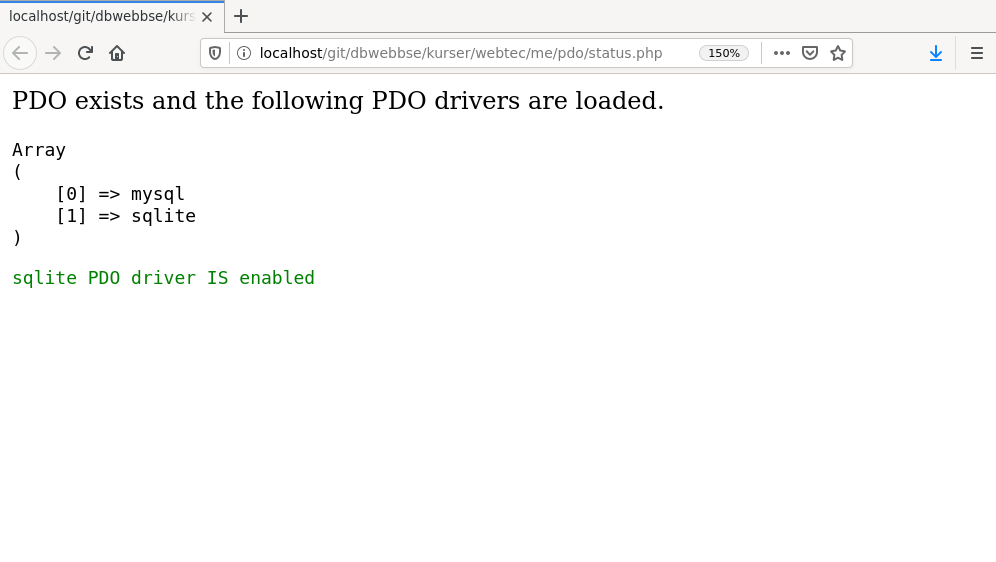 localhost/git/dbwebbse/kurs
localhost/git/dbwebbse/kurser/webtec/me/pdo/status.php 150%
PDO exists and the following PDO drivers are loaded.
Array
(
    [0] => mysql
    [1] => sqlite
)
sqlite PDO driver IS enabled